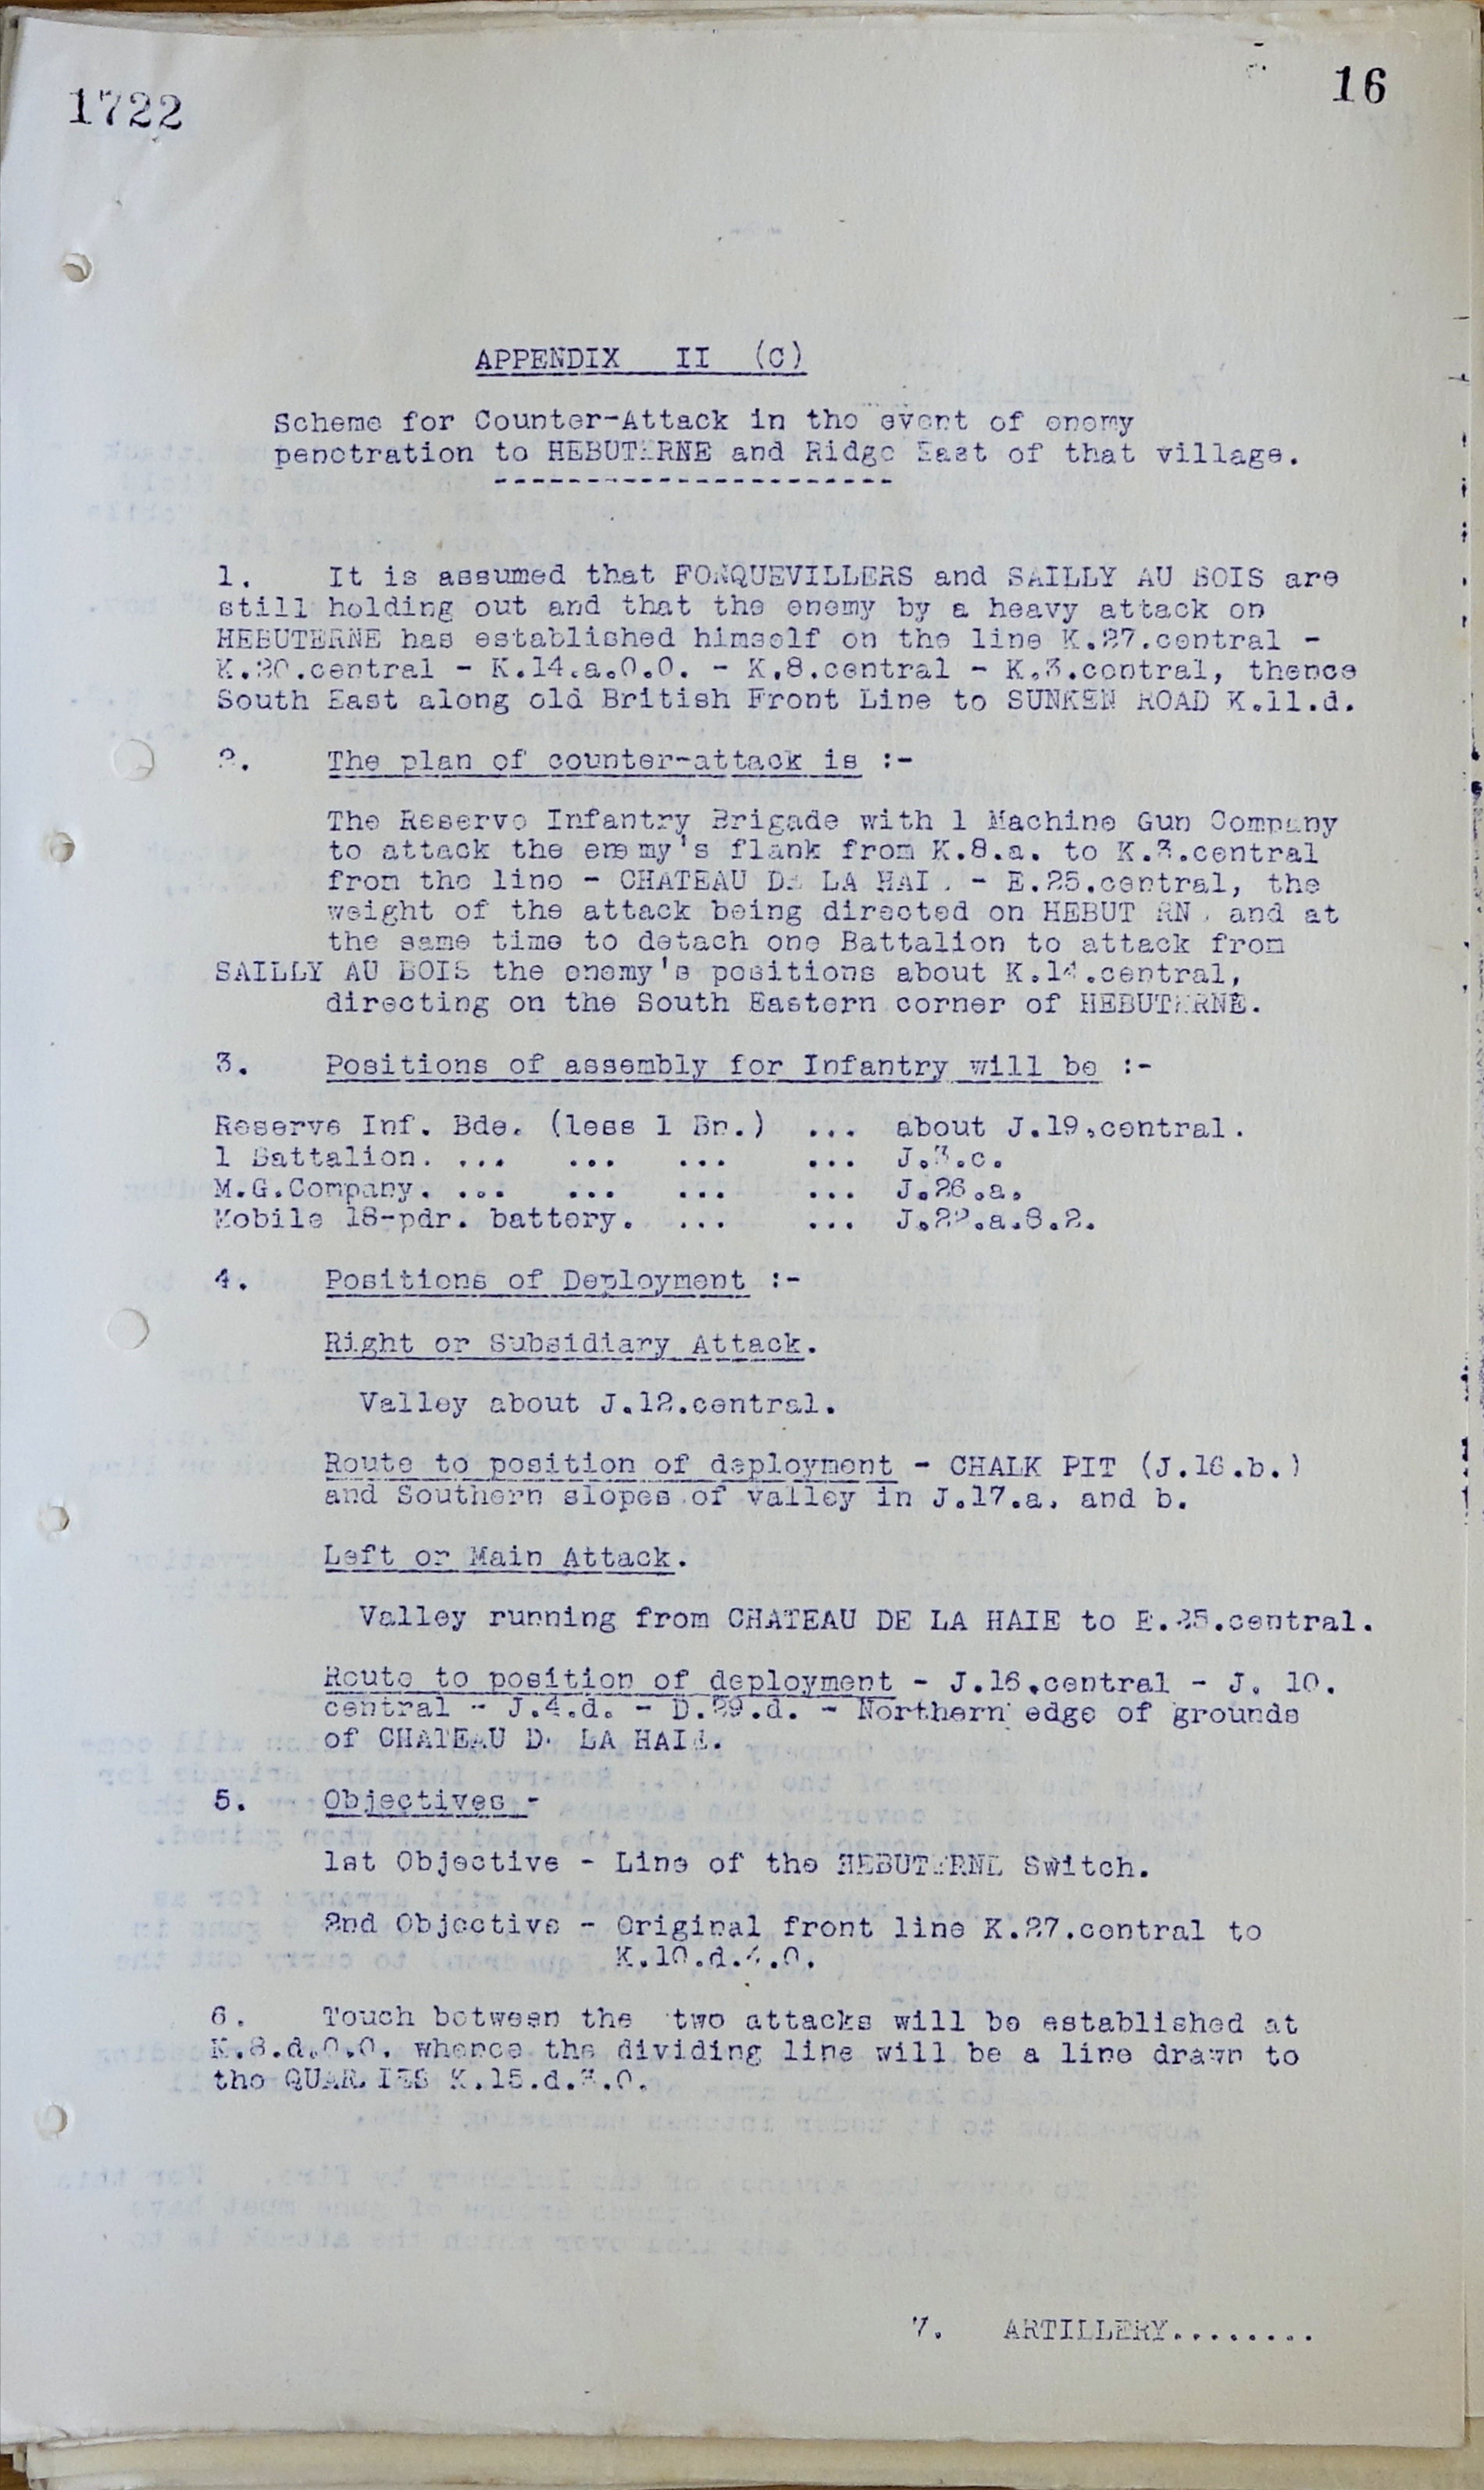 1722
16
APPENDIX II (C)
Scheme for Counter-Attack in the event of enemy
penetration to HEBUTERNE and Ridge East of that village.
1. It is assumed that FONQUEVILLERS and SAILLY AU BOIS are
still holding out and that the enemy by a heavy attack on
HEBUTERNE has established himself on the line K.27.central -
K.20.central - K.14.a.0.0. - K.8.central - K.3.central, thence
South East along old British Front Line to SUNKEN ROAD K.11.d.
2. The plan of counter-attack is :-
The Reserve Infantry Brigade with 1 Machine Gun Company
to attack the enemy's flank from K.8.a. to K.3.central
from the line - CHATEAU DE LA HAIE - E.25.central, the
weight of the attack being directed on HEBUTERNE, and at
the same time to detach one Battalion to attack from
SAILLY AU BOIS the enemy's positions about K.14.central,
directing on the South Eastern corner of HEBUTERNE.
3. Positions of assembly for Infantry will be :-
Reserve Inf. Bde. (less 1 Bn.) ... about J.19.central.
1 Battalion. ... ... ... ... J.3.c.
M.G.Company. ... ... ... ... J.26.a.
Mobile 18-pdr. battery. ... ... J.22.a.8.2.
4. Positions of Deployment :-
Right or Subsidiary Attack.
Valley about J.12.central.
Route to position of deployment - CHALK PIT (J.16.b.)
and Southern slopes of valley in J.17.a. and b.
Left or Main Attack.
Valley running from CHATEAU DE LA HAIE to E.25.central.
Route to position of deployment - J.16.central - J. 10.
central - J.4.d. - D.29.d. - Northern edge of grounds
of CHATEAU DE LA HAIE.
5. Objectives -
1st Objective - Line of the HEBUTERNE Switch.
2nd Objective - Original front line K.27.central to
K.10.d.4.0.
6. Touch between the two attacks will be established at
K.8.d.0.0. whence the dividing line will be a line drawn to
the QUARRIES K.15.d..0.
7. ARTILLERY........